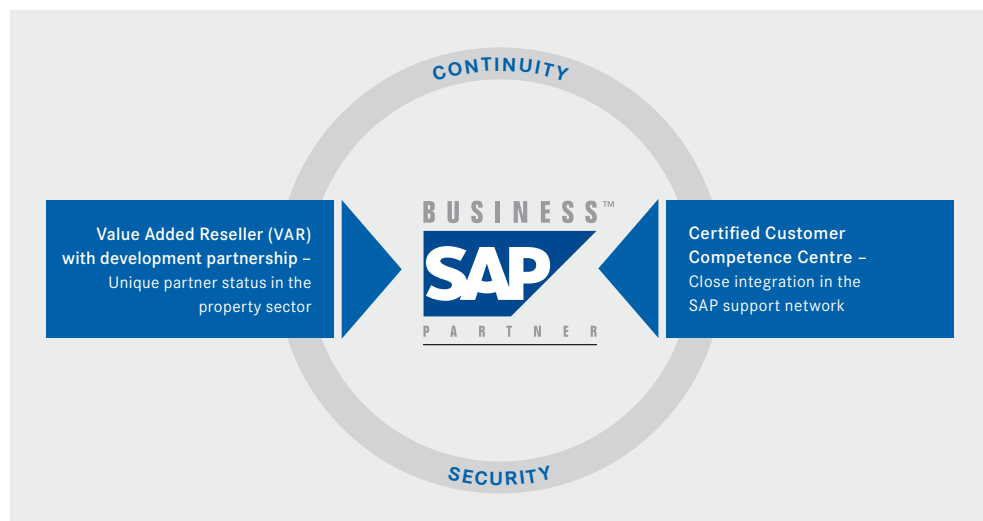 CONTINUITY
Value Added Reseller (VAR)
with development partnership –
Unique partner status in the
property sector
BUSINESS™
SAP
PARTNER
Certified Customer
Competence Centre –
Close integration in the
SAP support network
SECURITY